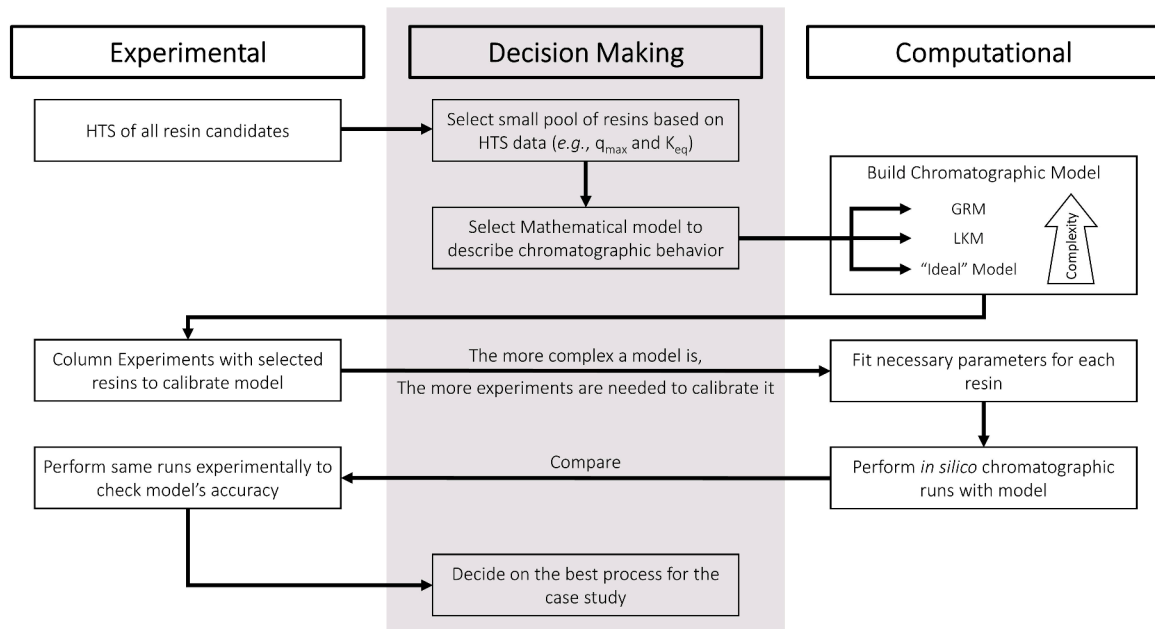 Experimental
Decision Making
Computational
HTS of all resin candidates
Select small pool of resins based on
HTS data (e.g., qmax and Keq)
Select Mathematical model to
describe chromatographic behavior
Build Chromatographic Model
GRM
LKM
“Ideal” Model
Complexity
Column Experiments with selected
resins to calibrate model
The more complex a model is,
The more experiments are needed to calibrate it
Fit necessary parameters for each
resin
Perform same runs experimentally to
check model’s accuracy
Compare
Perform in silico chromatographic
runs with model
Decide on the best process for the
case study